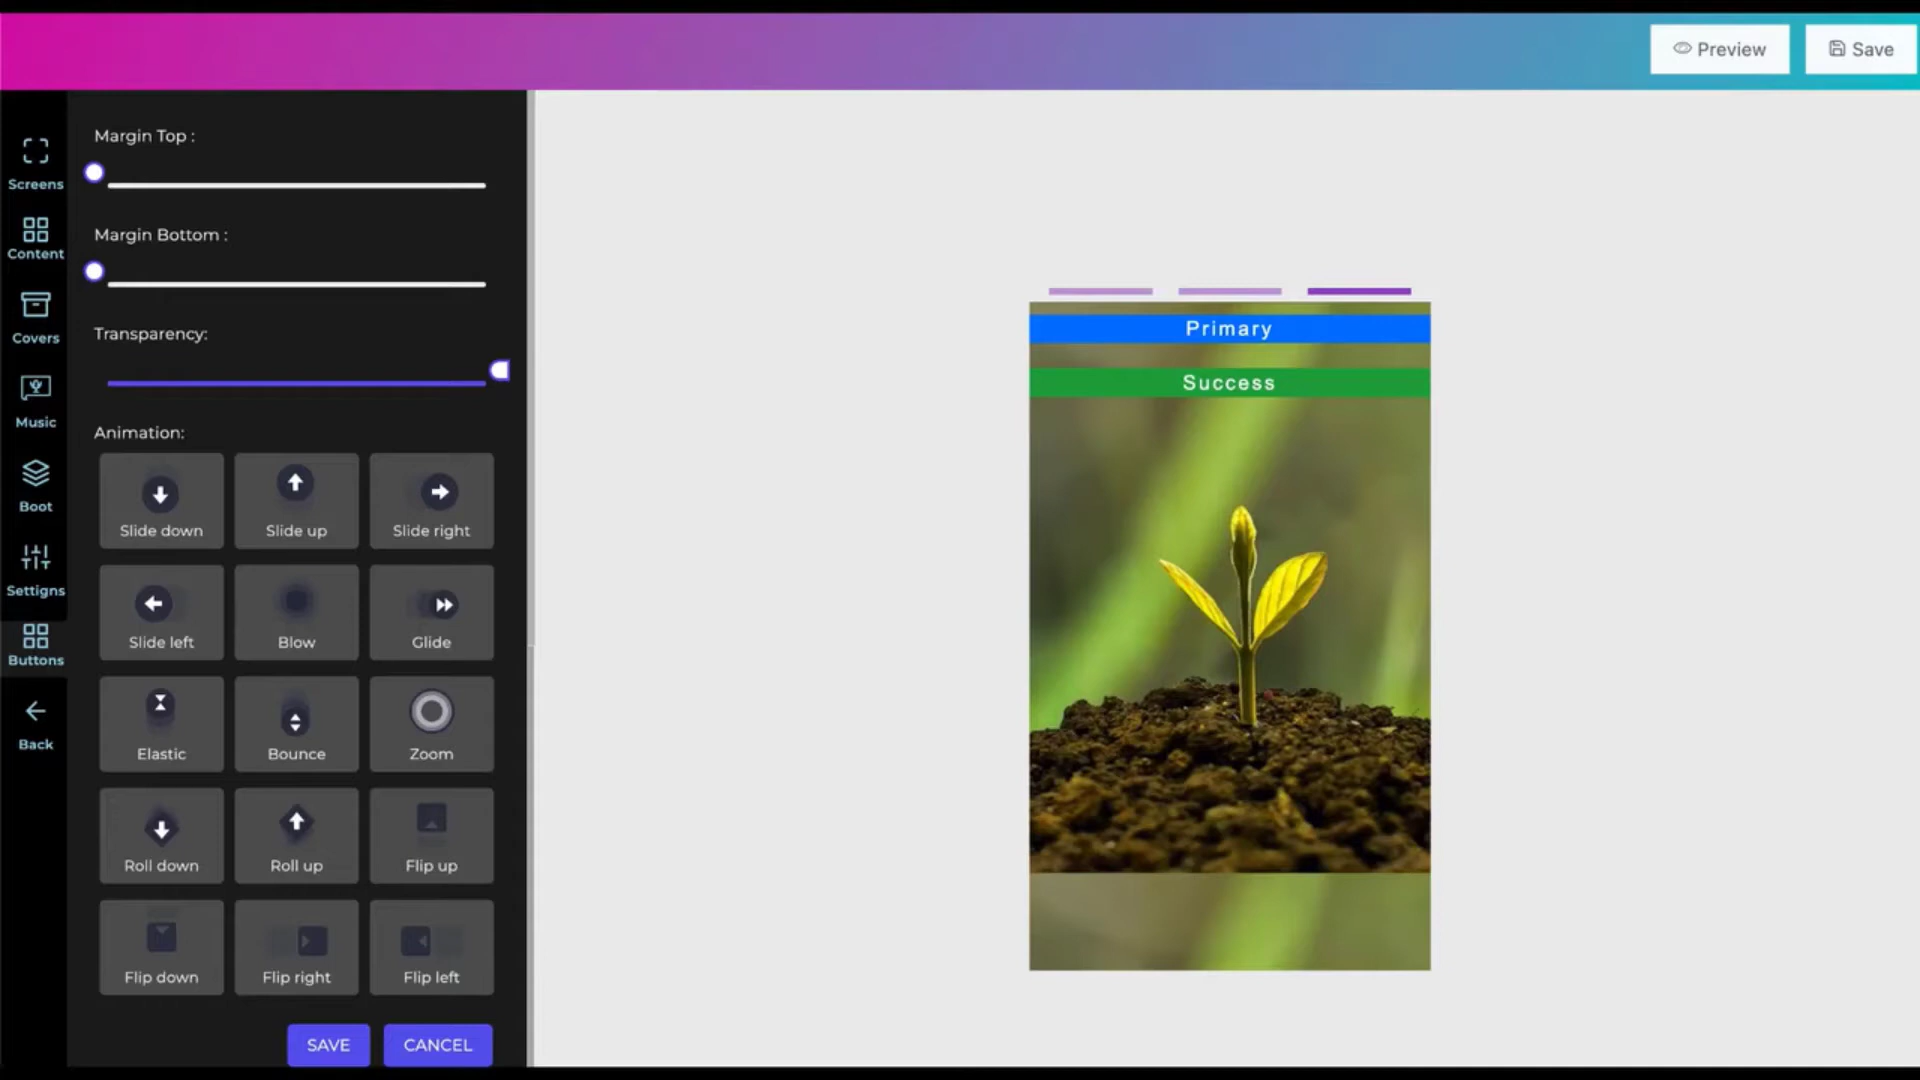 Preview
Save
Screens
Content
Covers
Music
Boot
Settigns
Buttons
Back
Margin Top :
Margin Bottom :
Transparency:
Animation:
Slide down
Slide up
Slide right
Slide left
Blow
Glide
Elastic
Bounce
Zoom
Roll down
Roll up
Flip up
Flip down
Flip right
Flip left
SAVE
CANCEL
Primary
Success